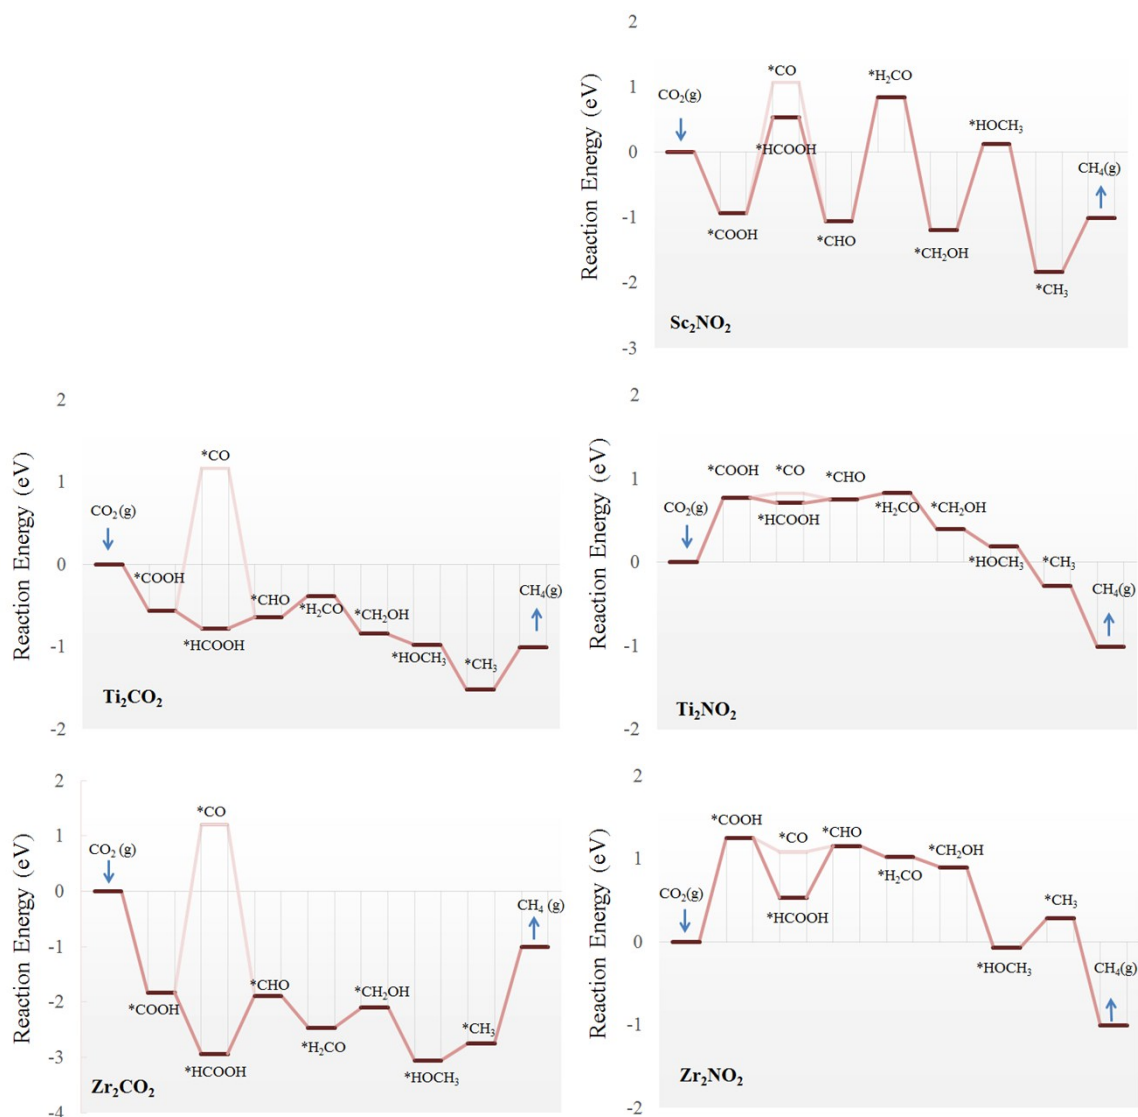 2
1
0
-1
-2
-3
Reaction Energy (eV)
CO₂(g)
*COOH
*CO
*HCOOH
*CHO
*H₂CO
*CH₂OH
*HOCH₃
*CH₃
CH₄(g)
Sc₂NO₂
2
1
0
-1
-2
Reaction Energy (eV)
CO₂(g)
*COOH
*CO
*HCOOH
*CHO
*H₂CO
*CH₂OH
*HOCH₃
*CH₃
CH₄(g)
Ti₂CO₂
2
1
0
-1
-2
Reaction Energy (eV)
CO₂(g)
*COOH
*CO
*HCOOH
*CHO
*H₂CO
*CH₂OH
*HOCH₃
*CH₃
CH₄(g)
Ti₂NO₂
2
1
0
-1
-2
-3
-4
Reaction Energy (eV)
CO₂ (g)
*COOH
*CO
*HCOOH
*CHO
*H₂CO
*CH₂OH
*HOCH₃
*CH₃
CH₄ (g)
Zr₂CO₂
2
1
0
-1
-2
Reaction Energy (eV)
CO₂(g)
*COOH
*CO
*HCOOH
*CHO
*H₂CO
*CH₂OH
*HOCH₃
*CH₃
CH₄(g)
Zr₂NO₂